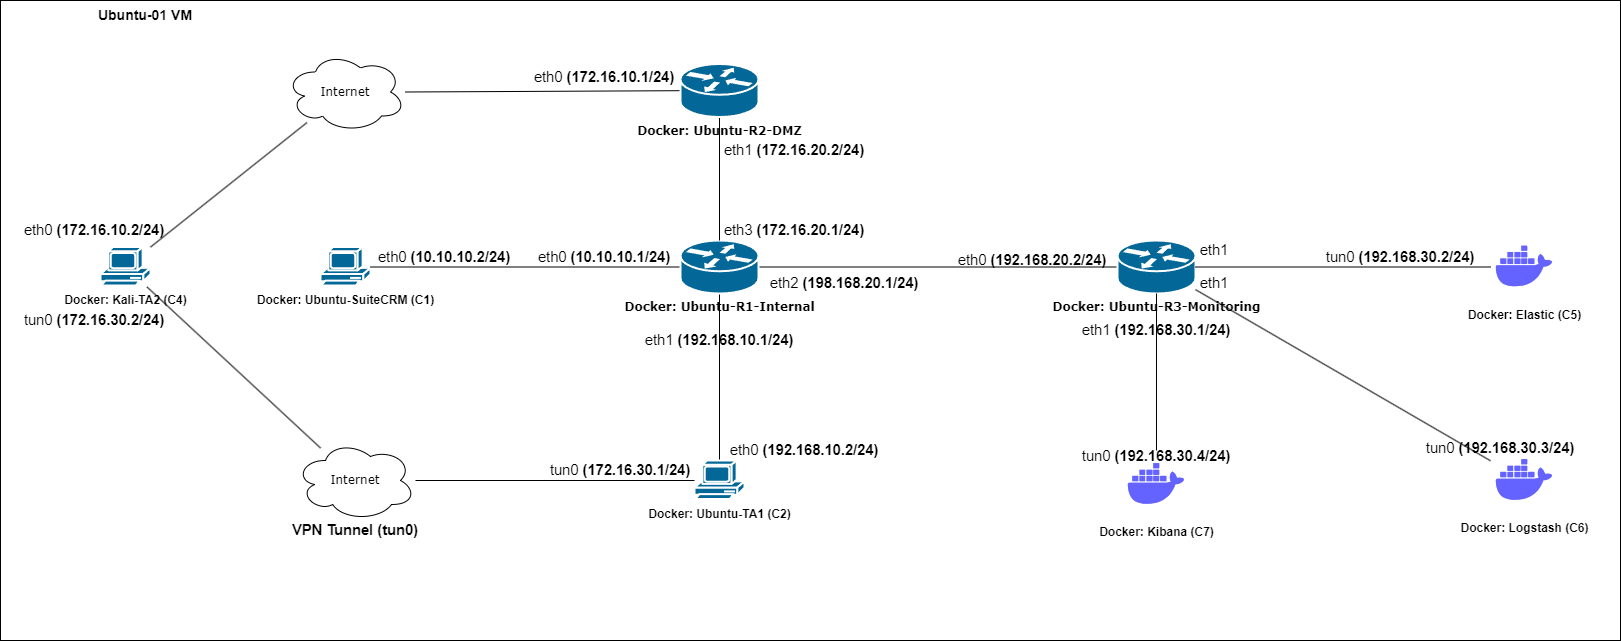 Ubuntu-01 VM
Internet
eth0 (172.16.10.1/24)
Docker: Ubuntu-R2-DMZ
eth1 (172.16.20.2/24)
eth0 (172.16.10.2/24)
eth3 (172.16.20.1/24)
eth0 (10.10.10.2/24)
eth0 (10.10.10.1/24)
eth0 (192.168.20.2/24)
eth1
tun0 (192.168.30.2/24)
eth2 (198.168.20.1/24)
eth1
Docker: Kali-TA2 (C4)
Docker: Ubuntu-SuiteCRM (C1)
Docker: Ubuntu-R1-Internal
Docker: Ubuntu-R3-Monitoring
Docker: Elastic (C5)
tun0 (172.16.30.2/24)
eth1 (192.168.10.1/24)
eth1 (192.168.30.1/24)
eth0 (192.168.10.2/24)
tun0 (192.168.30.4/24)
tun0 (192.168.30.3/24)
Internet
tun0 (172.16.30.1/24)
VPN Tunnel (tun0)
Docker: Ubuntu-TA1 (C2)
Docker: Kibana (C7)
Docker: Logstash (C6)